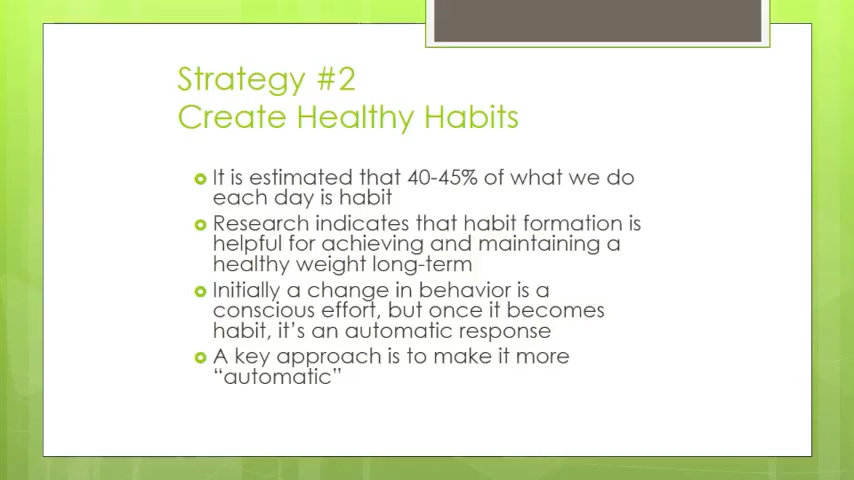 Strategy #2
Create Healthy Habits
It is estimated that 40-45% of what we do
each day is habit
Research indicates that habit formation is
helpful for achieving and maintaining a
healthy weight long-term
Initially a change in behavior is a
conscious effort, but once it becomes
habit, it’s an automatic response
A key approach is to make it more
“automatic”